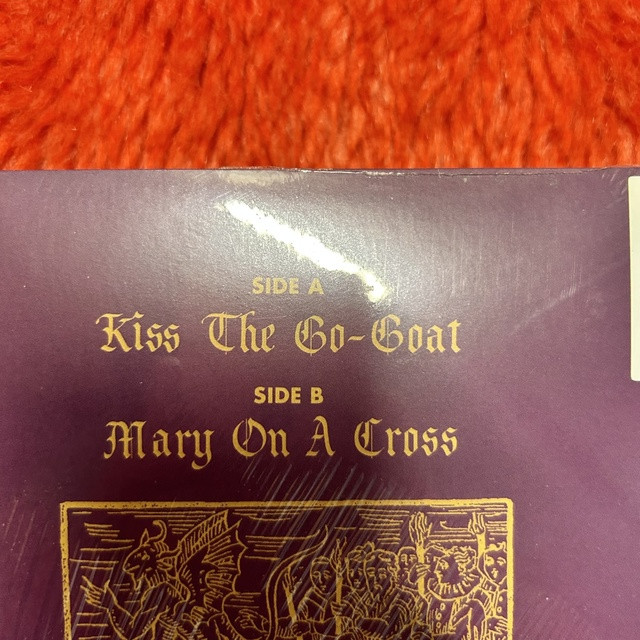 SIDE A
Kiss The Go-Goat
SIDE B
Mary On A Cross